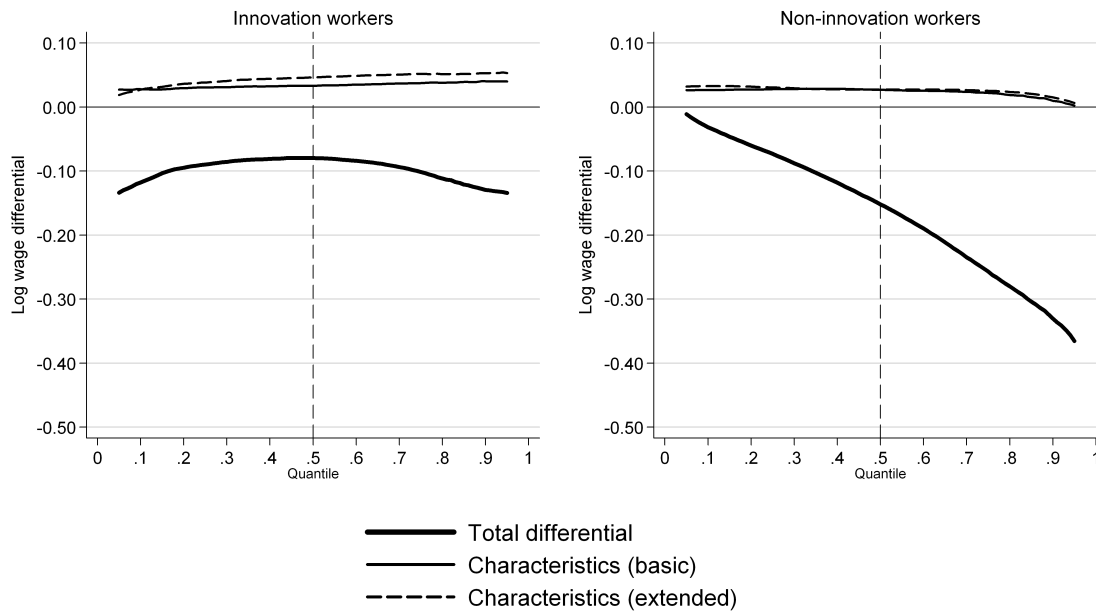 Innovation workers
0.10
0.00
-0.10
-0.20
-0.30
-0.40
-0.50
Log wage differential
0 .1 .2 .3 .4 .5 .6 .7 .8 .9 1
Quantile
Non-innovation workers
0.10
0.00
-0.10
-0.20
-0.30
-0.40
-0.50
Log wage differential
0 .1 .2 .3 .4 .5 .6 .7 .8 .9 1
Quantile
Total differential
Characteristics (basic)
Characteristics (extended)